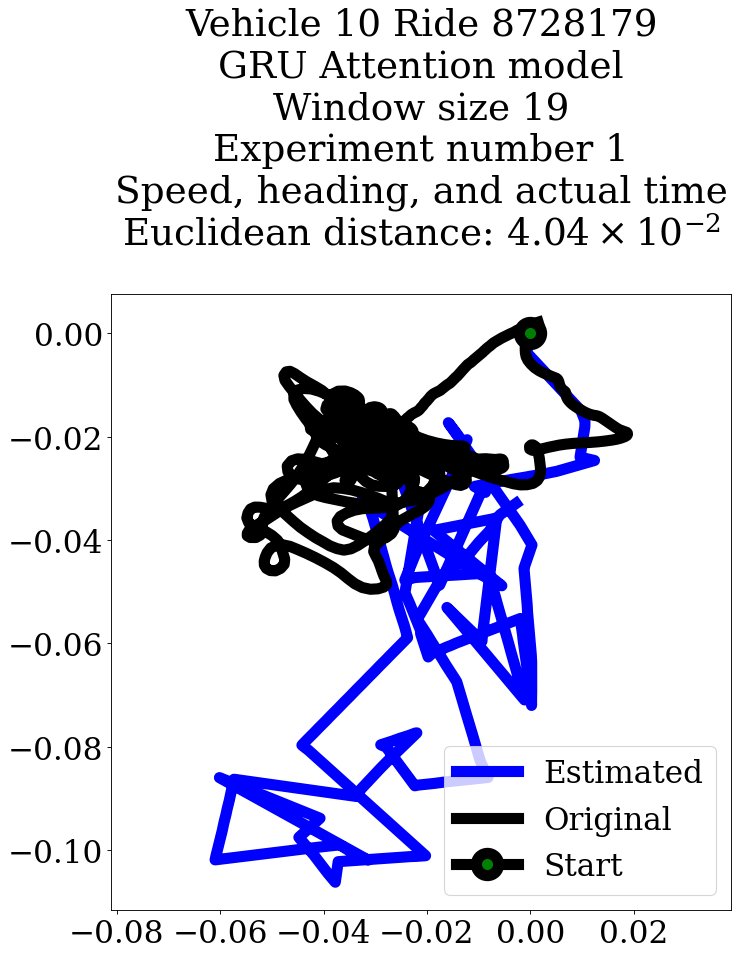 Vehicle 10 Ride 8728179
GRU Attention model
Window size 19
Experiment number 1
Speed, heading, and actual time
Euclidean distance: 4.04 × 10⁻²
0.00
−0.02
−0.04
−0.06
−0.08
−0.10
Estimated
Original
Start
−0.08 −0.06 −0.04 −0.02 0.00 0.02